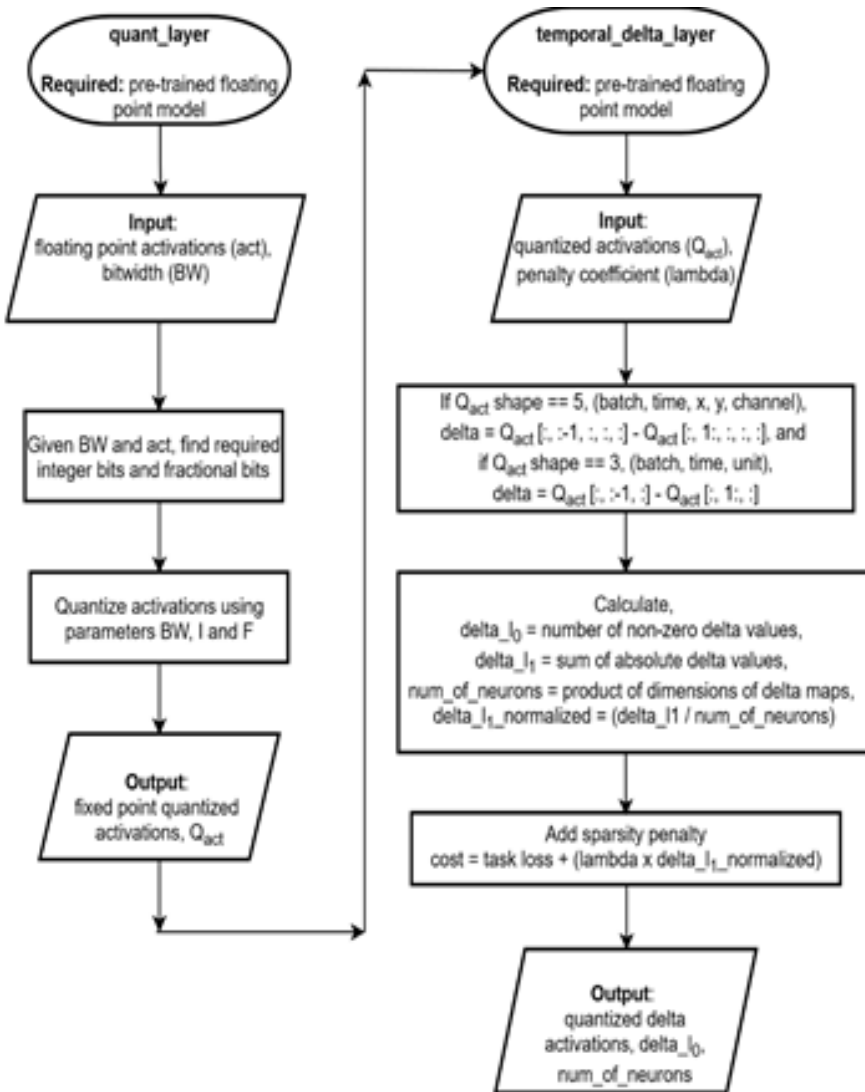 quant_layer
Required: pre-trained floating
point model
Input:
floating point activations (act),
bitwidth (BW)
Given BW and act, find required
integer bits and fractional bits
Quantize activations using
parameters BW, I and F
Output:
fixed point quantized
activations, Qact
temporal_delta_layer
Required: pre-trained floating
point model
Input:
quantized activations (Qact),
penalty coefficient (lambda)
If Qact shape == 5, (batch, time, x, y, channel),
delta = Qact [:, :-1, :, :, :] - Qact [:, 1:, :, :, :], and
if Qact shape == 3, (batch, time, unit),
delta = Qact [:, :-1, :] - Qact [:, 1:, :]
Calculate,
delta_l0 = number of non-zero delta values,
delta_l1 = sum of absolute delta values,
num_of_neurons = product of dimensions of delta maps,
delta_l1_normalized = (delta_l1 / num_of_neurons)
Add sparsity penalty
cost = task loss + (lambda x delta_l1_normalized)
Output:
quantized delta
activations, delta_l0,
num_of_neurons